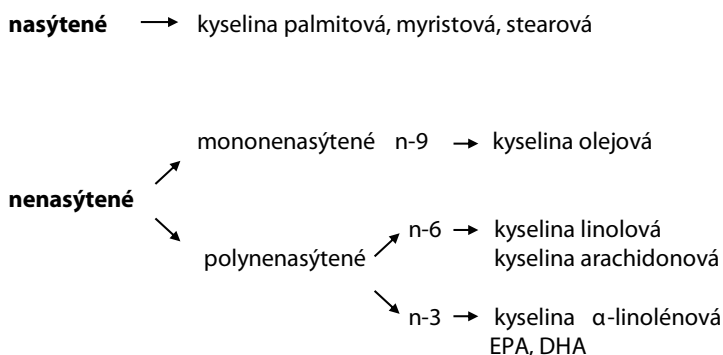 nasýtené → kyselina palmitová, myristová, stearová
mononenasýtené n-9 → kyselina olejová
nenasýtené
n-6 → kyselina linolová
kyselina arachidonová
polynenasýtené
n-3 → kyselina α-linolénová
EPA, DHA